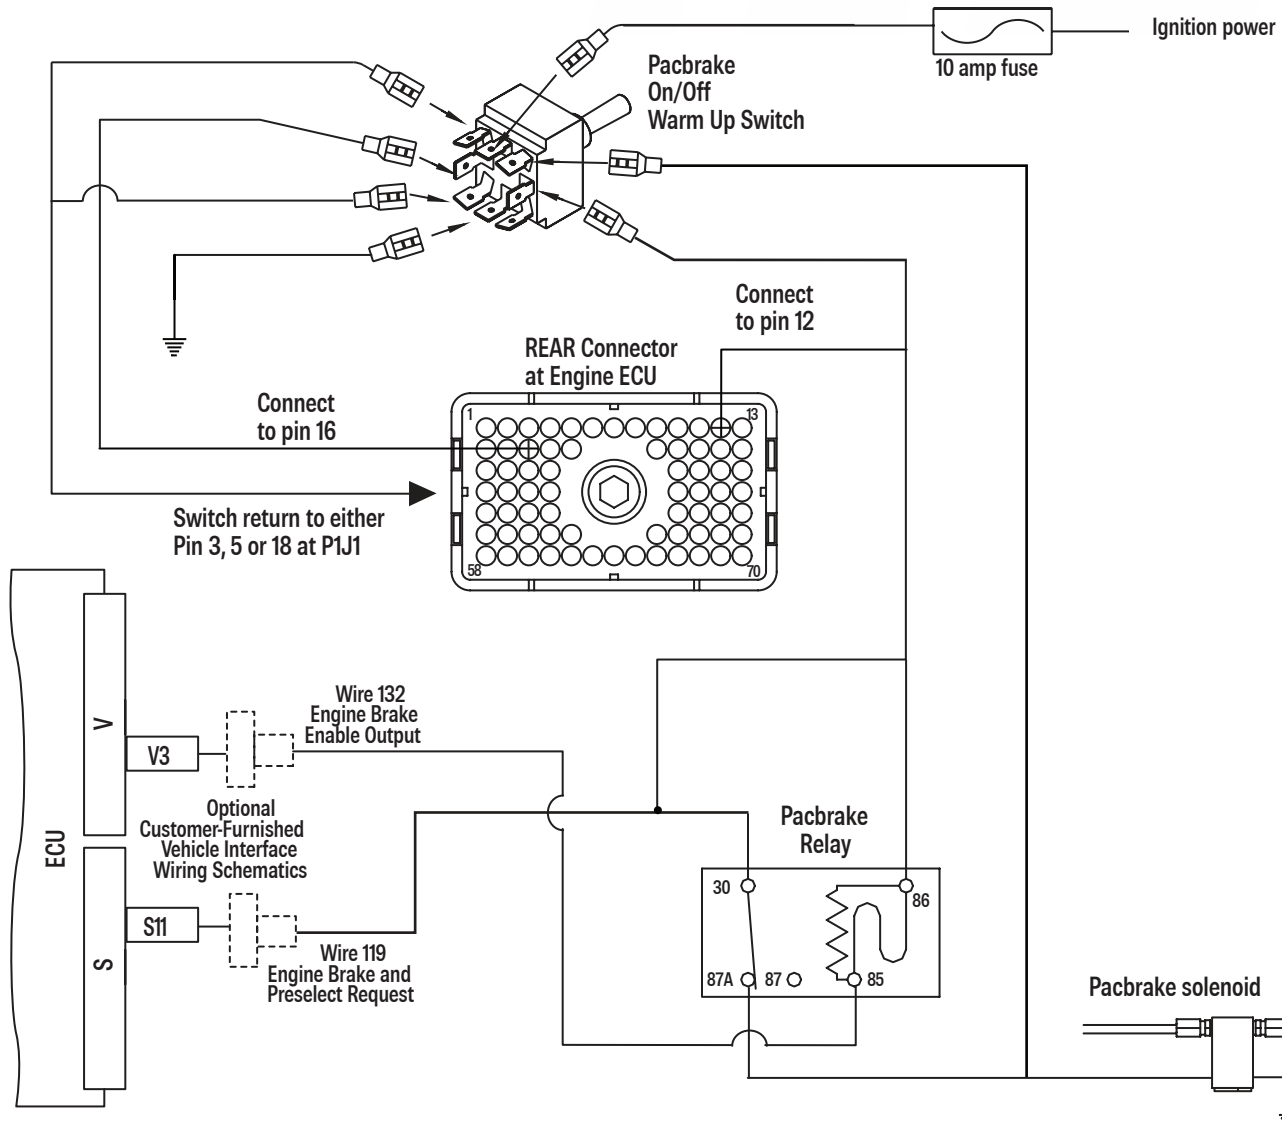 Ignition power
10 amp fuse
Pacbrake
On/Off
Warm Up Switch
Connect
to pin 12
REAR Connector
at Engine ECU
1
13
Connect
to pin 16
Switch return to either
Pin 3, 5 or 18 at P1J1
58
70
Wire 132
Engine Brake
Enable Output
V
V3
Optional
Customer-Furnished
Vehicle Interface
Wiring Schematics
ECU
Pacbrake
Relay
30
86
S11
S
Wire 119
Engine Brake and
Preselect Request
87A
87
85
Pacbrake solenoid